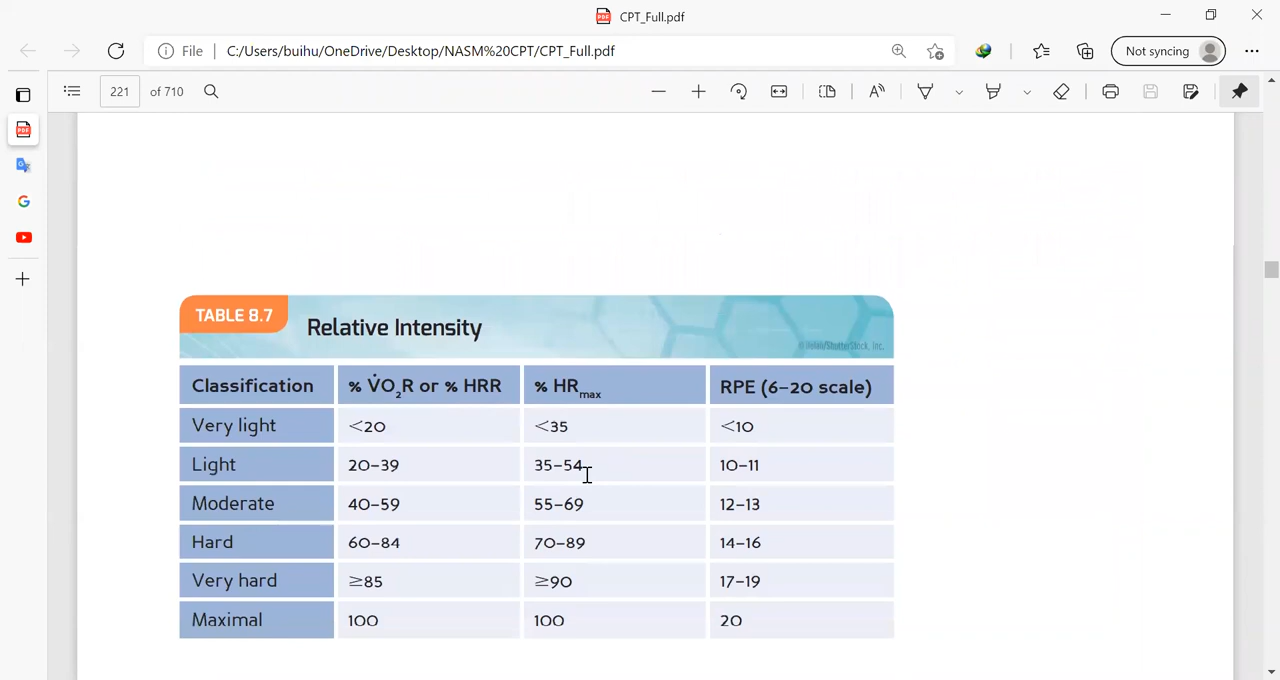 CPT_Full.pdf
File | C:/Users/buihu/OneDrive/Desktop/NASM%20CPT/CPT_Full.pdf
Not syncing
221 of 710
TABLE 8.7
Relative Intensity
Classification % V̇O₂R or % HRR % HRmax RPE (6–20 scale)
Very light <20 <35 <10
Light 20–39 35–54 10–11
Moderate 40–59 55–69 12–13
Hard 60–84 70–89 14–16
Very hard ≥85 ≥90 17–19
Maximal 100 100 20